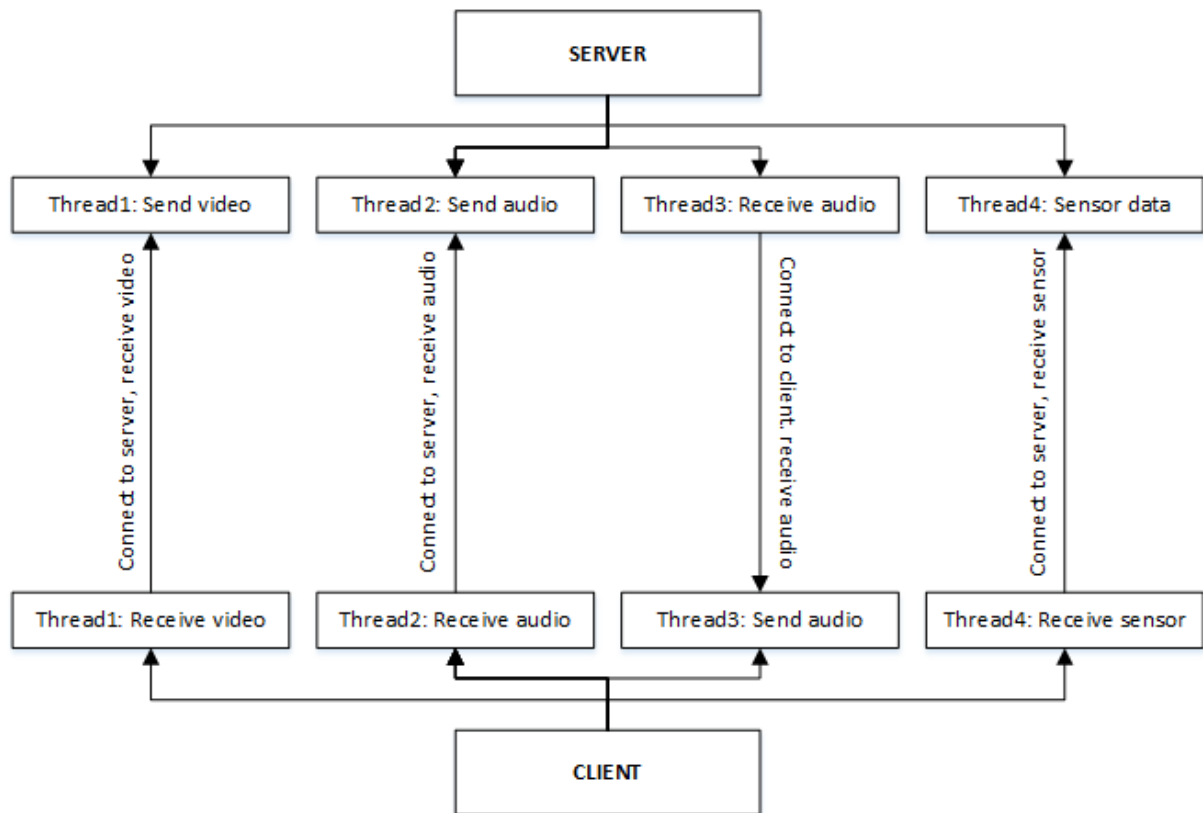 SERVER
Thread1: Send video
Thread2: Send audio
Thread3: Receive audio
Thread4: Sensor data
Connect to server, receive video
Connect to server, receive audio
Connect to client. receive audio
Connect to server, receive sensor
Thread1: Receive video
Thread2: Receive audio
Thread3: Send audio
Thread4: Receive sensor
CLIENT